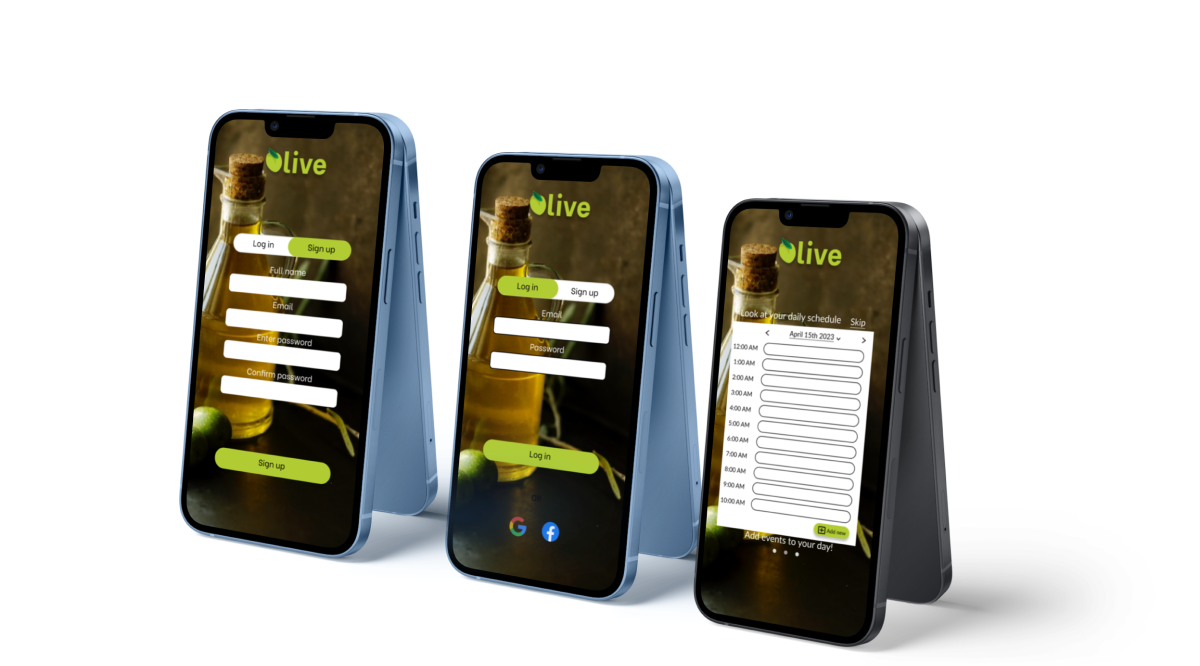 Olive
Log in Sign up
Full name
Email
Enter password
Confirm password
Sign up
Olive
Log in Sign up
Email
Password
Log in
Or
Olive
Look at your daily schedule Skip
< April 15th 2023 >
12:00 AM
1:00 AM
2:00 AM
3:00 AM
4:00 AM
5:00 AM
6:00 AM
7:00 AM
8:00 AM
9:00 AM
10:00 AM
Add new
Add events to your day!